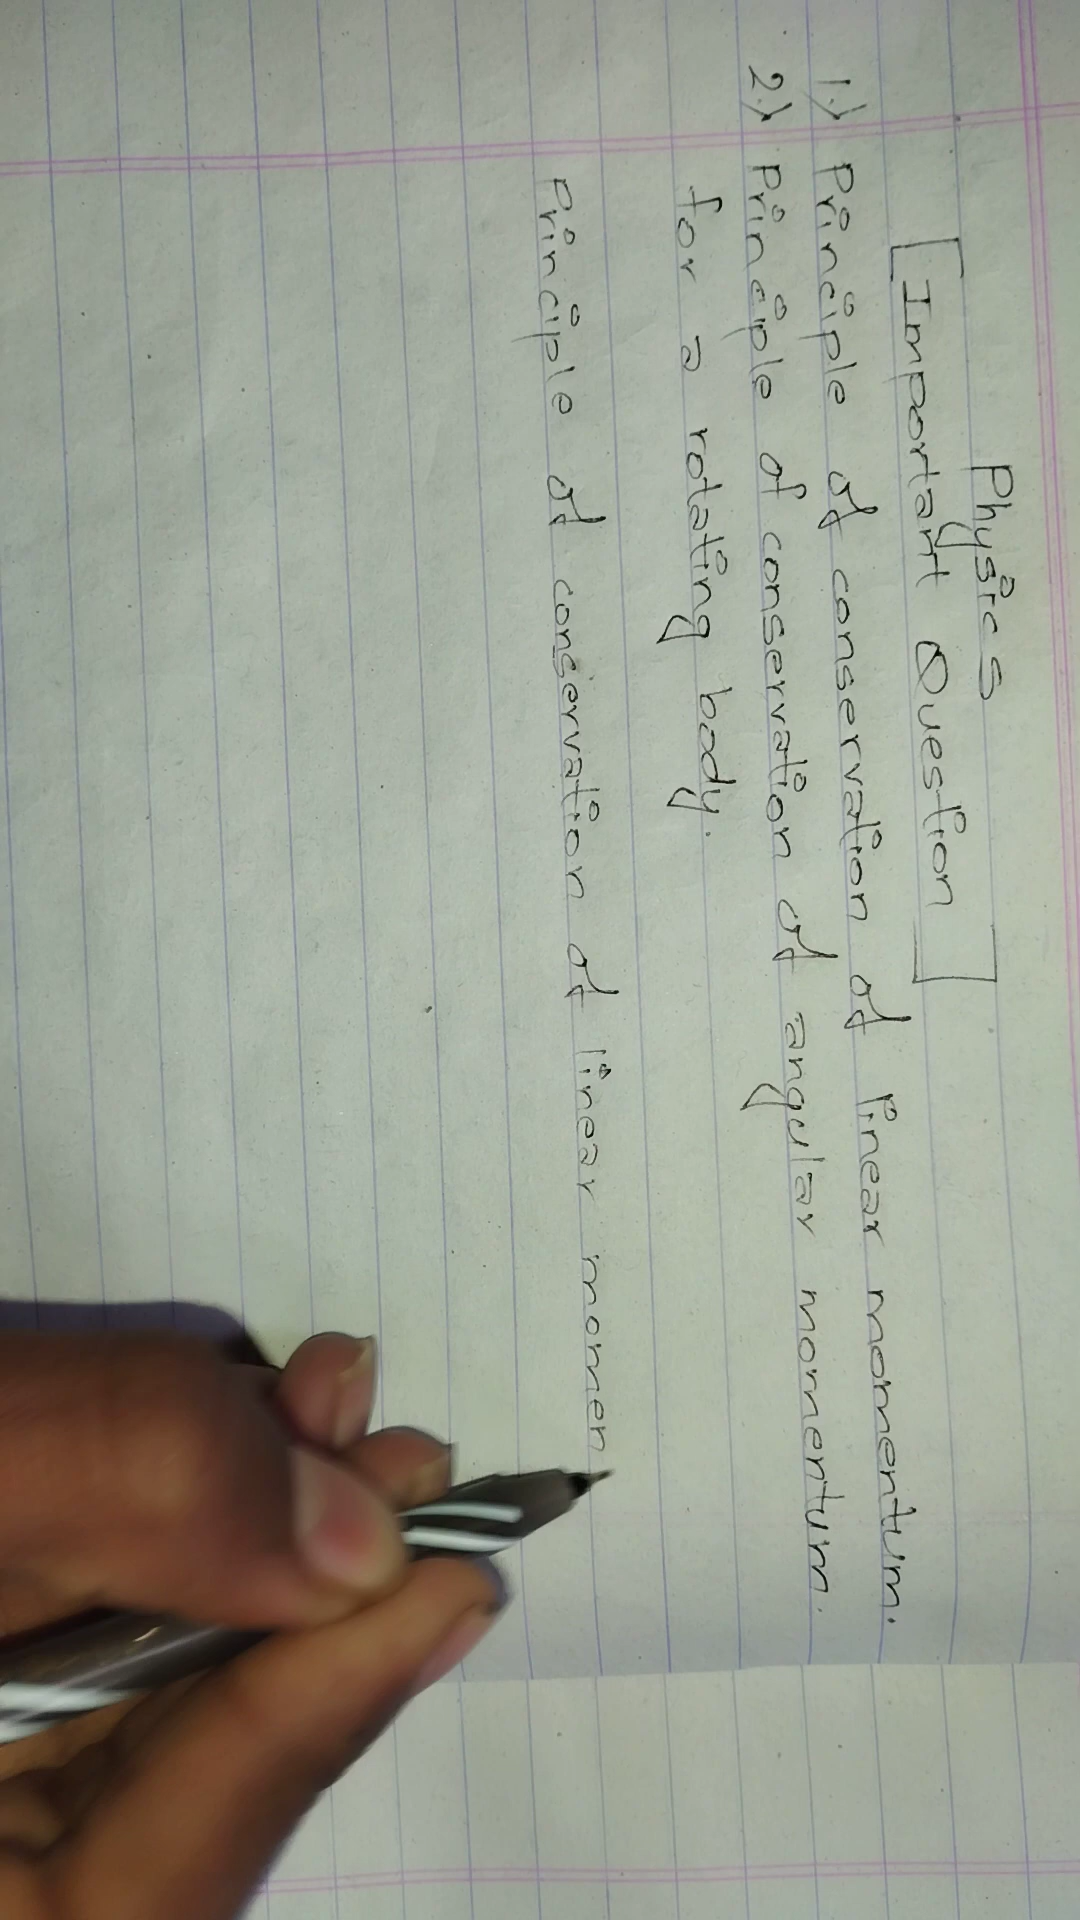 Physics
[Important Question]
1.) Principle of conservation of linear momentum.
2.) Principle of conservation of angular momentum
for a rotating body.
Principle of conservation of linear momen